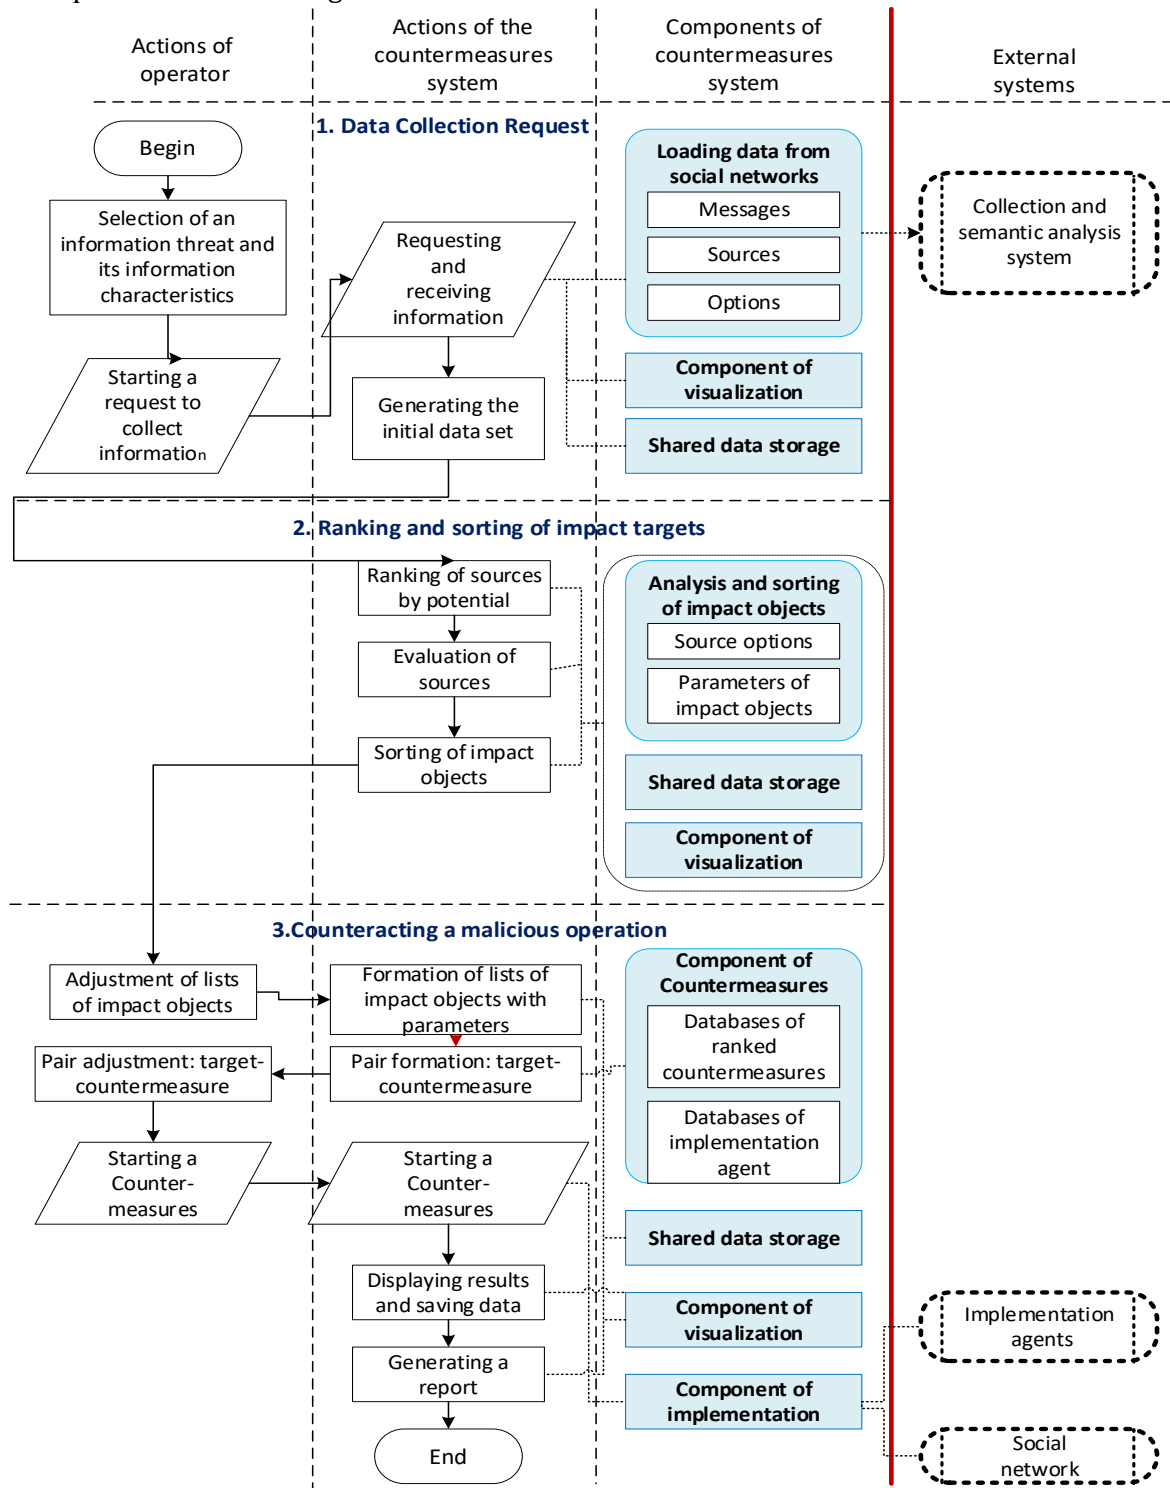 Actions of
operator
Actions of the
countermeasures
system
Components of
countermeasures
system
External
systems
1. Data Collection Request
Begin
Selection of an
information threat and
its information
characteristics
Starting a
request to
collect
information
Requesting
and
receiving
information
Generating the
initial data set
Loading data from
social networks
Messages
Sources
Options
Component of
visualization
Shared data storage
Collection and
semantic analysis
system
2. Ranking and sorting of impact targets
Ranking of sources
by potential
Evaluation of
sources
Sorting of impact
objects
Analysis and sorting
of impact objects
Source options
Parameters of
impact objects
Shared data storage
Component of
visualization
3.Counteracting a malicious operation
Adjustment of lists
of impact objects
Formation of lists of
impact objects with
parameters
Pair adjustment: target-
countermeasure
Pair formation: target-
countermeasure
Starting a
Counter-
measures
Starting a
Counter-
measures
Displaying results
and saving data
Generating a
report
End
Component of
Countermeasures
Databases of
ranked
countermeasures
Databases of
implementation
agent
Shared data storage
Component of
visualization
Component of
implementation
Implementation
agents
Social
network